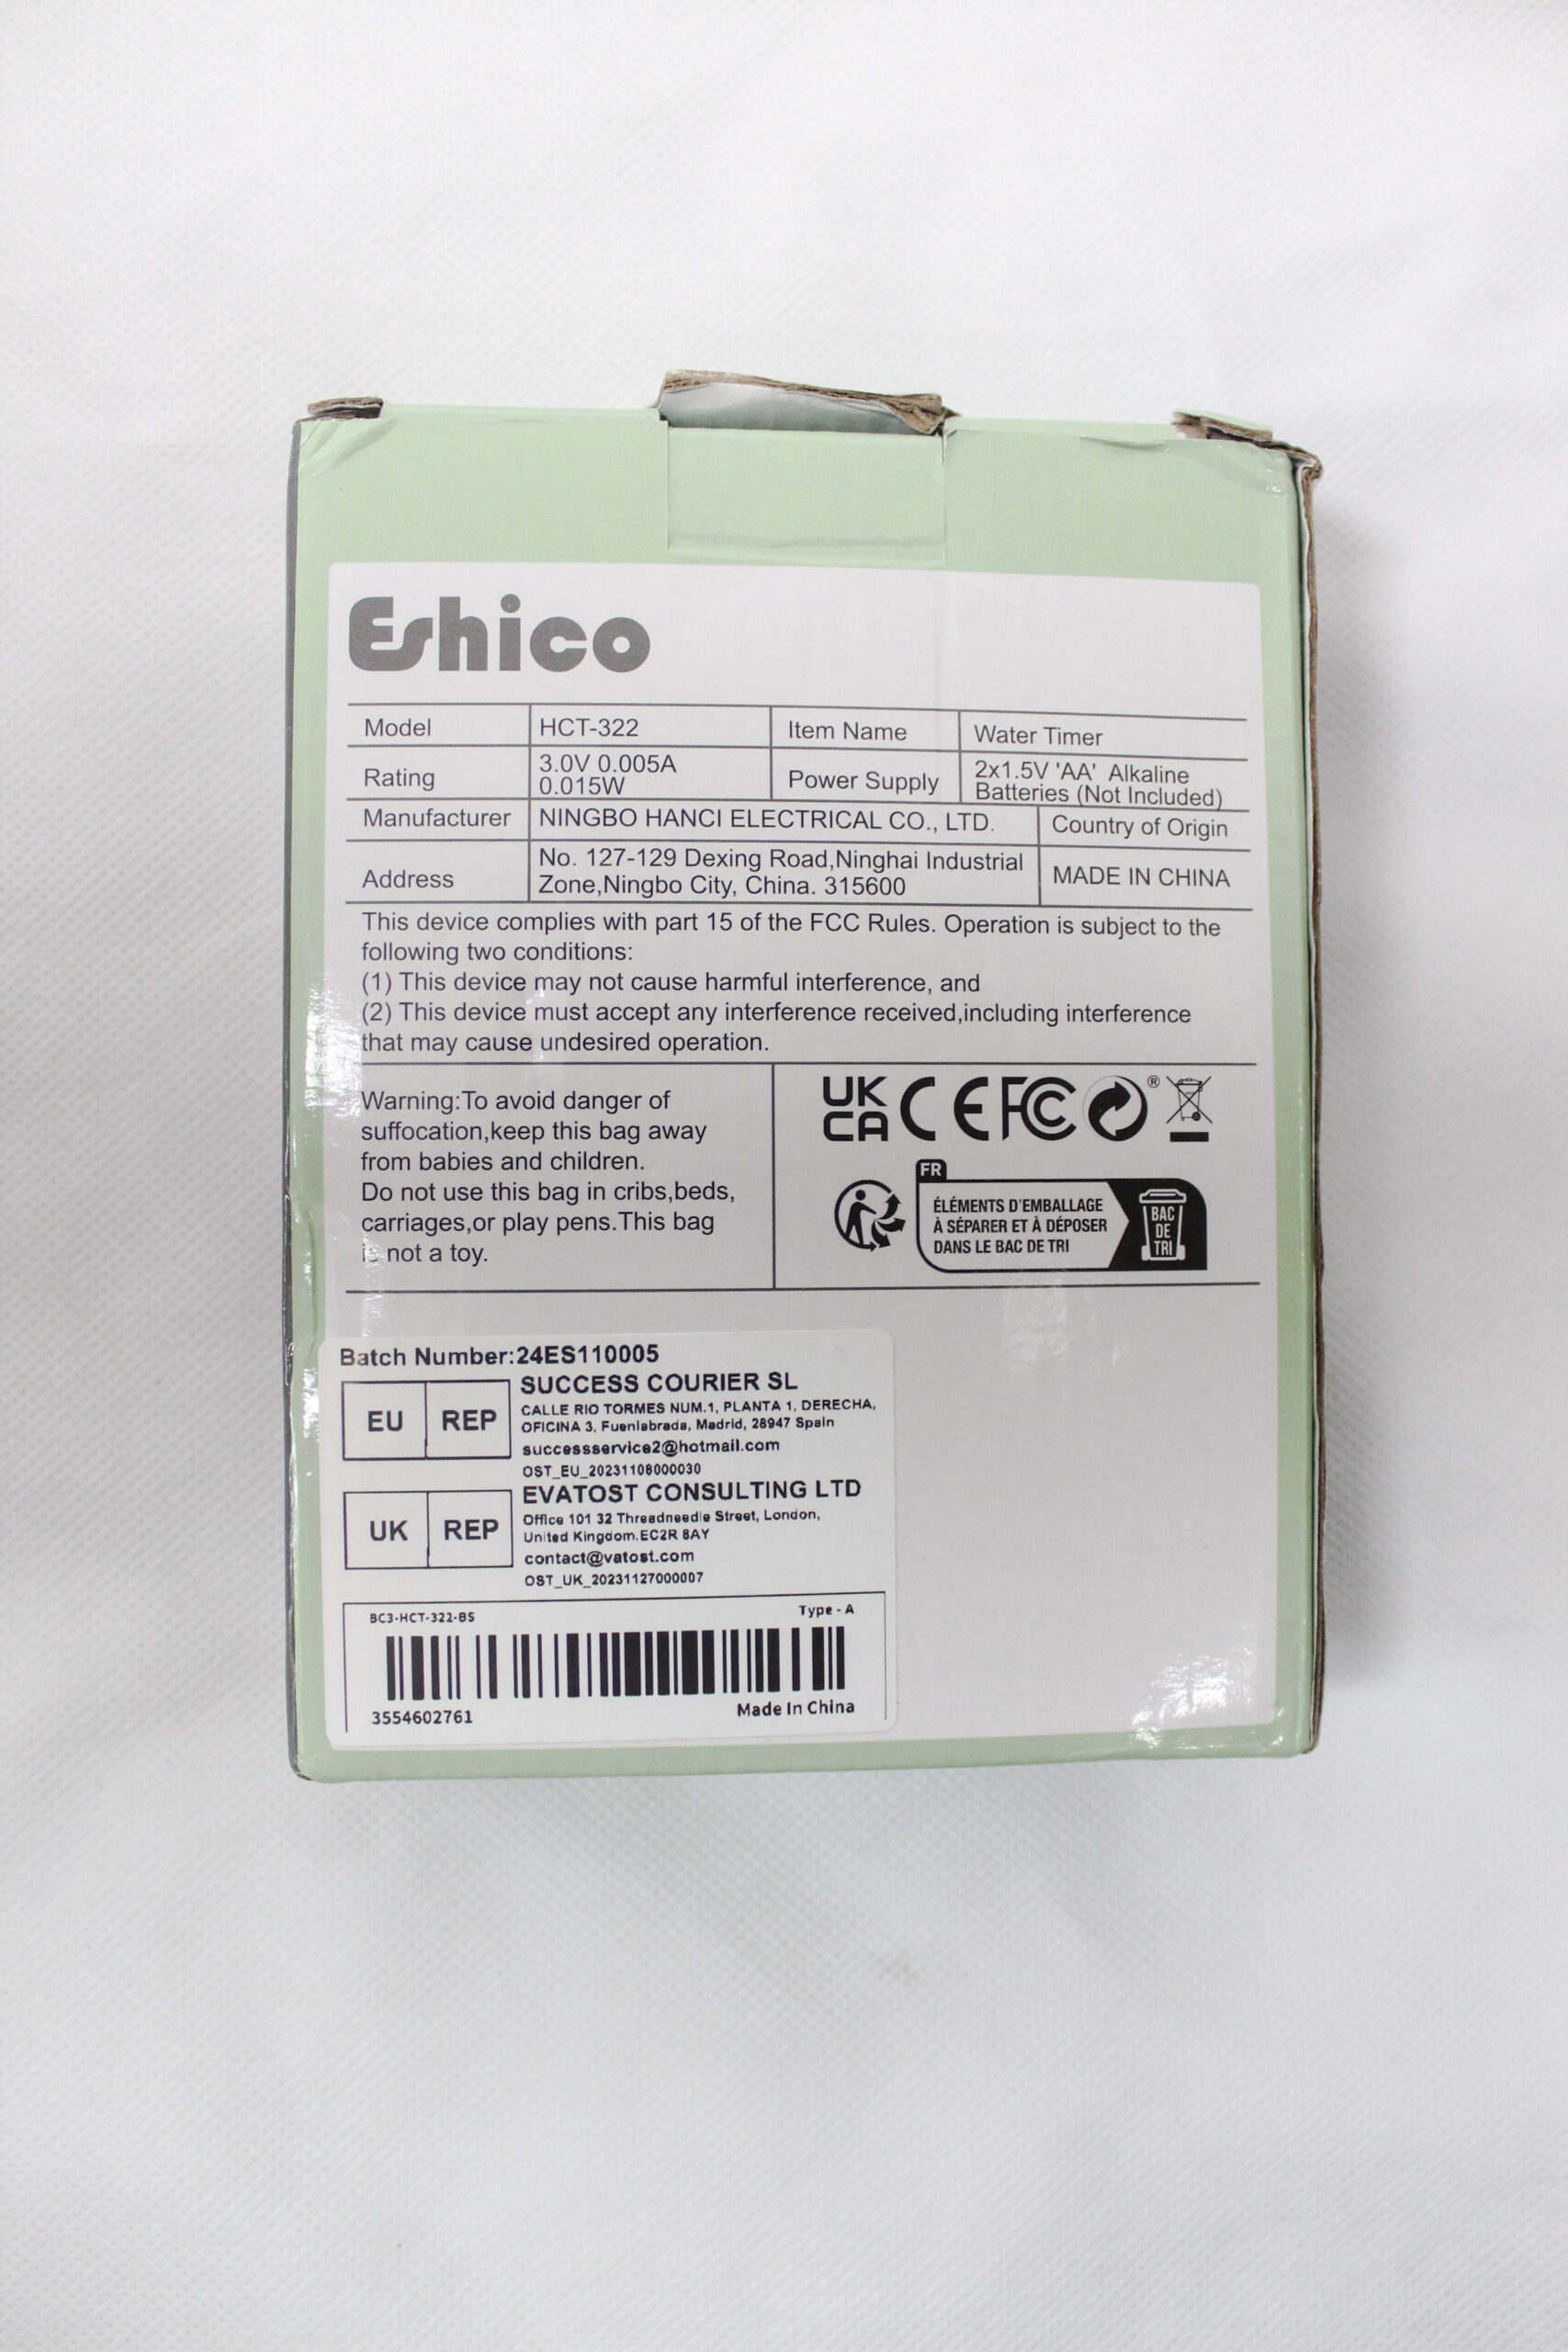 Eshico
Model HCT-322 Item Name Water Timer
Rating 3.0V 0.005A
0.015W Power Supply 2x1.5V 'AA' Alkaline
Batteries (Not Included)
Manufacturer NINGBO HANCI ELECTRICAL CO., LTD. Country of Origin
Address No. 127-129 Dexing Road,Ninghai Industrial
Zone,Ningbo City, China. 315600 MADE IN CHINA
This device complies with part 15 of the FCC Rules. Operation is subject to the
following two conditions:
(1) This device may not cause harmful interference, and
(2) This device must accept any interference received,including interference
that may cause undesired operation.
Warning:To avoid danger of
suffocation,keep this bag away
from babies and children.
Do not use this bag in cribs,beds,
carriages,or play pens.This bag
is not a toy.
UK
CA CE FC ®
FR
ÉLÉMENTS D'EMBALLAGE
À SÉPARER ET À DÉPOSER
DANS LE BAC DE TRI
BAC
DE
TRI
Batch Number:24ES110005
EU REP
SUCCESS COURIER SL
CALLE RIO TORMES NUM.1, PLANTA 1, DERECHA,
OFICINA 3, Fuenlabrada, Madrid, 28947 Spain
successservice2@hotmail.com
OST_EU_20231108000030
UK REP
EVATOST CONSULTING LTD
Office 101 32 Threadneedle Street, London,
United Kingdom.EC2R 8AY
contact@vatost.com
OST_UK_20231127000007
BC3-HCT-322-BS Type - A
3554602761 Made In China